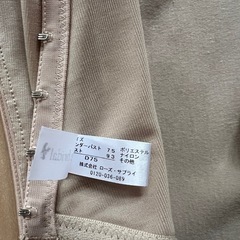 イズ
ンダーバスト 75 ポリエステル
スト 93 ナイロン
D75 その他
株式会社 ローズ・サプライ
0120-036-089